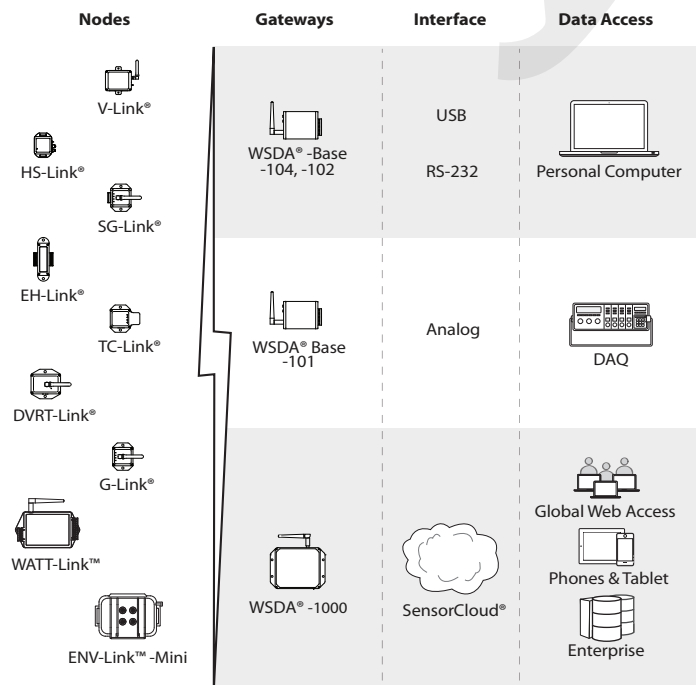 Nodes
Gateways
Interface
Data Access
V-Link®
HS-Link®
SG-Link®
EH-Link®
TC-Link®
DVRT-Link®
G-Link®
WATT-Link™
ENV-Link™ -Mini
WSDA® -Base
-104, -102
USB
RS-232
Personal Computer
WSDA® Base
-101
Analog
DAQ
WSDA® -1000
SensorCloud®
Global Web Access
Phones & Tablet
Enterprise